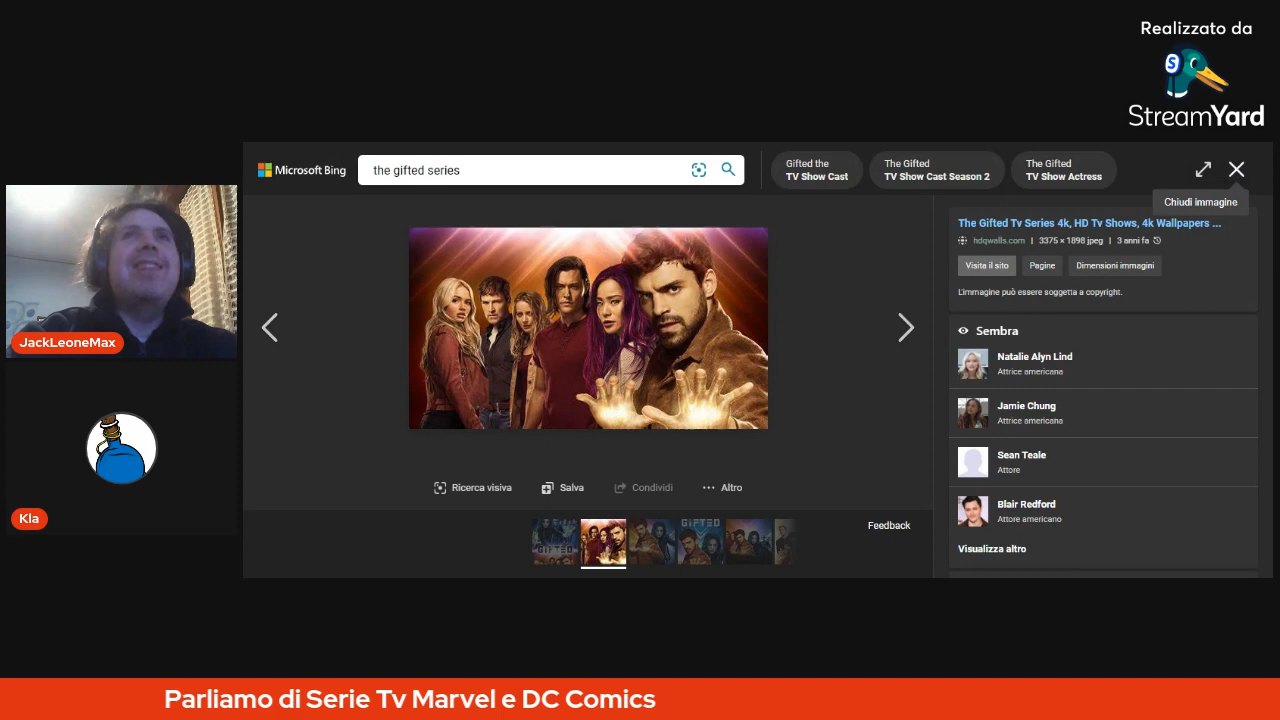 Realizzato da
S
StreamYard
Microsoft Bing
the gifted series
Gifted the
TV Show Cast
The Gifted
TV Show Cast Season 2
The Gifted
TV Show Actress
Chiudi immagine
The Gifted Tv Series 4k, HD Tv Shows, 4k Wallpapers ...
hdqwalls.com | 3375 × 1898 jpeg | 3 anni fa
Visita il sito
Pagine
Dimensioni immagini
L'immagine può essere soggetta a copyright.
Sembra
Natalie Alyn Lind
Attrice americana
Jamie Chung
Attrice americana
Sean Teale
Attore
Blair Redford
Attore americano
Visualizza altro
Ricerca visiva
Salva
Condividi
Altro
Feedback
GIFTED
GIFTED
JackLeoneMax
Kla
Parliamo di Serie Tv Marvel e DC Comics